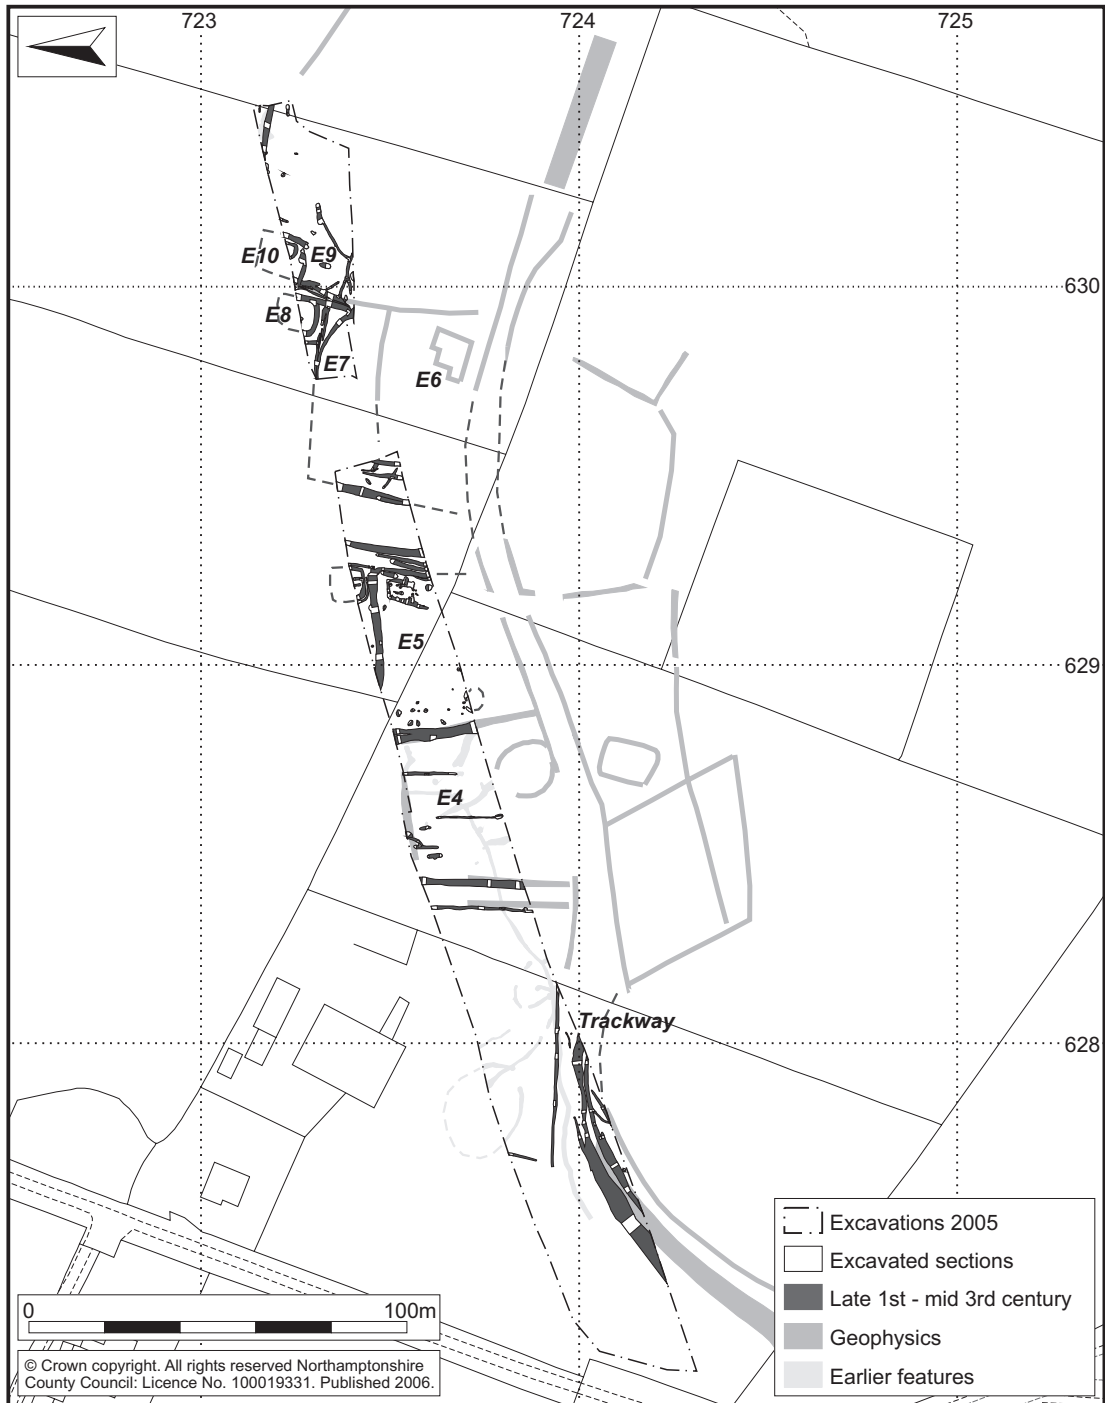 723
724
725
E10
E9
630
E8
E7
E6
E5
629
E4
Trackway
628
Excavations 2005
Excavated sections
Late 1st - mid 3rd century
Geophysics
Earlier features
0 100m
© Crown copyright. All rights reserved Northamptonshire
County Council: Licence No. 100019331. Published 2006.